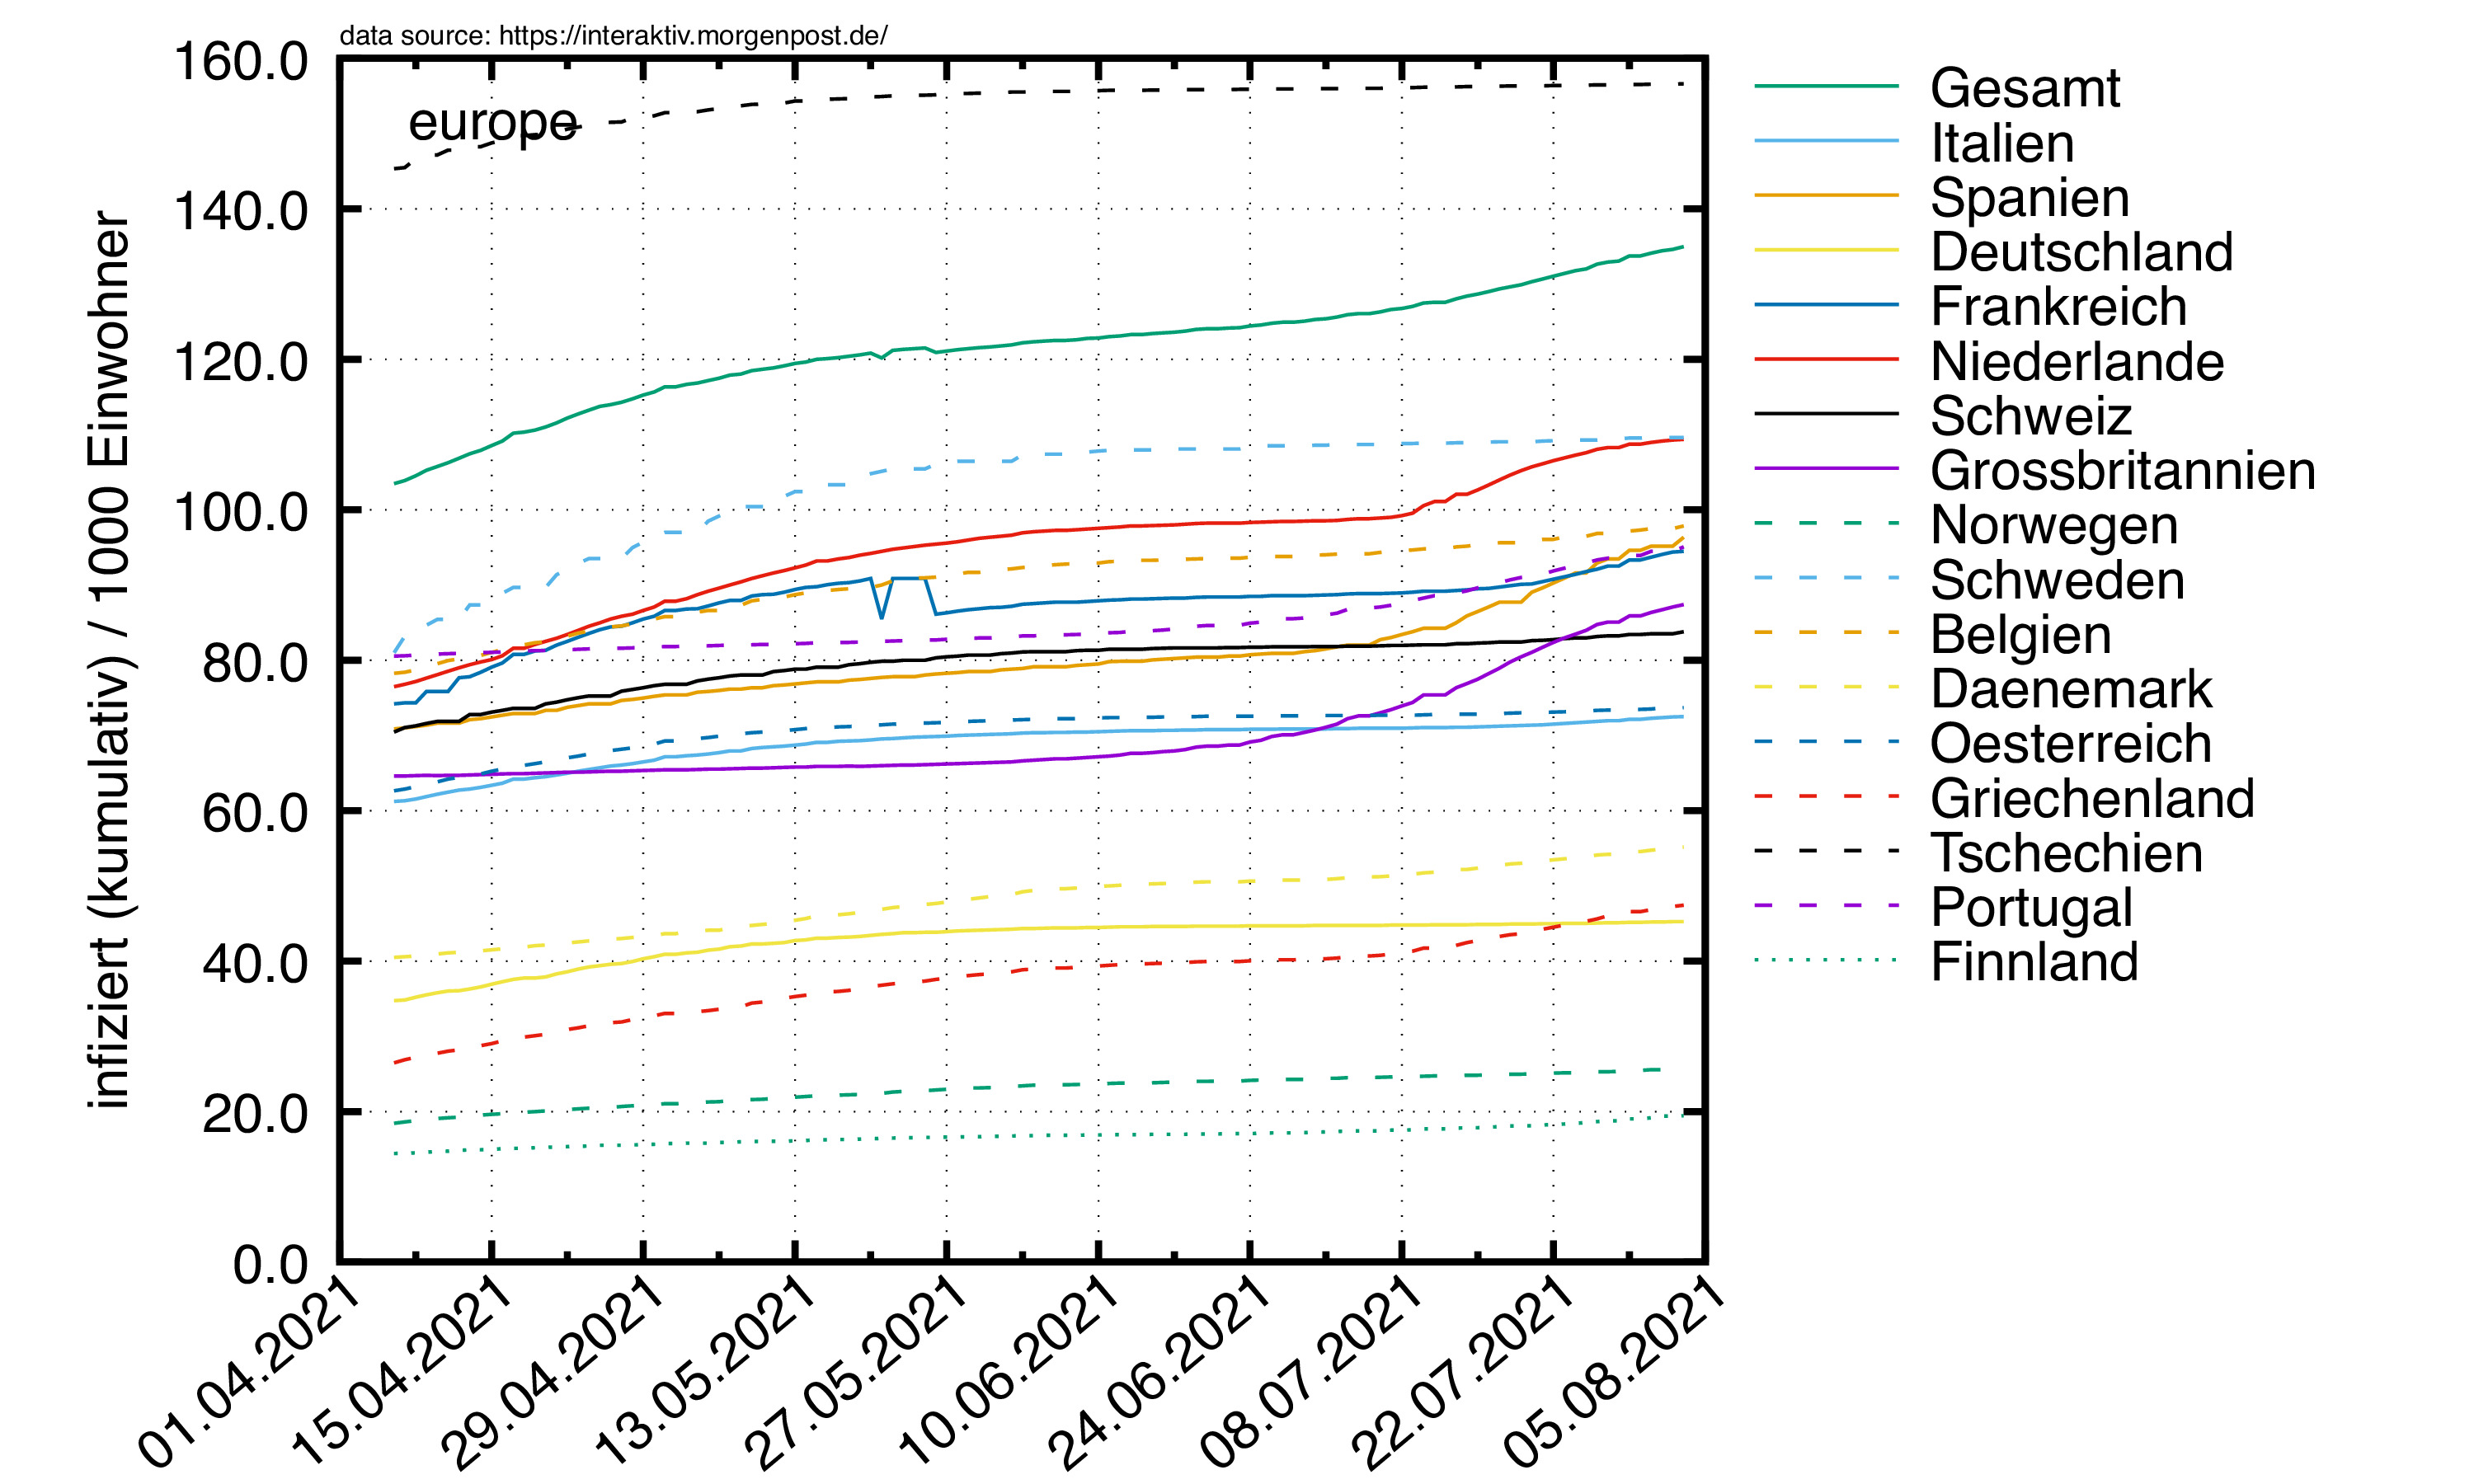 data source: https://interaktiv.morgenpost.de/
160.0
140.0
120.0
100.0
80.0
60.0
40.0
20.0
0.0
infiziert (kumulativ) / 1000 Einwohner
europe
01.04.2021
15.04.2021
29.04.2021
13.05.2021
27.05.2021
10.06.2021
24.06.2021
08.07.2021
22.07.2021
05.08.2021
Gesamt
Italien
Spanien
Deutschland
Frankreich
Niederlande
Schweiz
Grossbritannien
Norwegen
Schweden
Belgien
Daenemark
Oesterreich
Griechenland
Tschechien
Portugal
Finnland